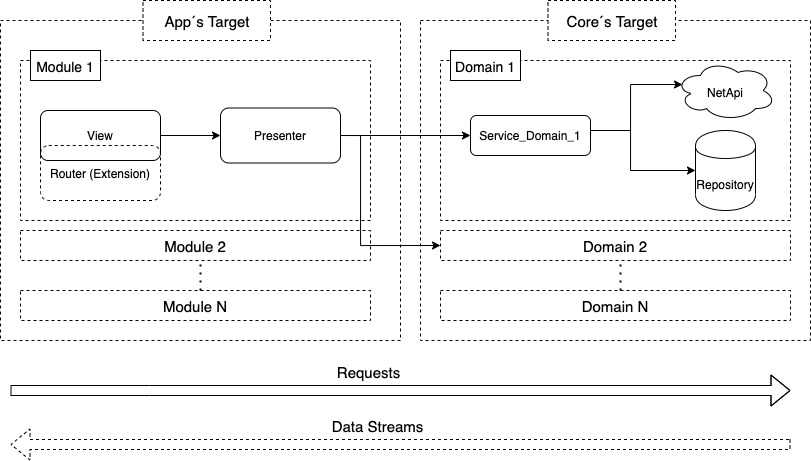 App´s Target
Core´s Target
Module 1
Domain 1
View
Router (Extension)
Presenter
Service_Domain_1
NetApi
Repository
Module 2
Domain 2
Module N
Domain N
Requests
Data Streams